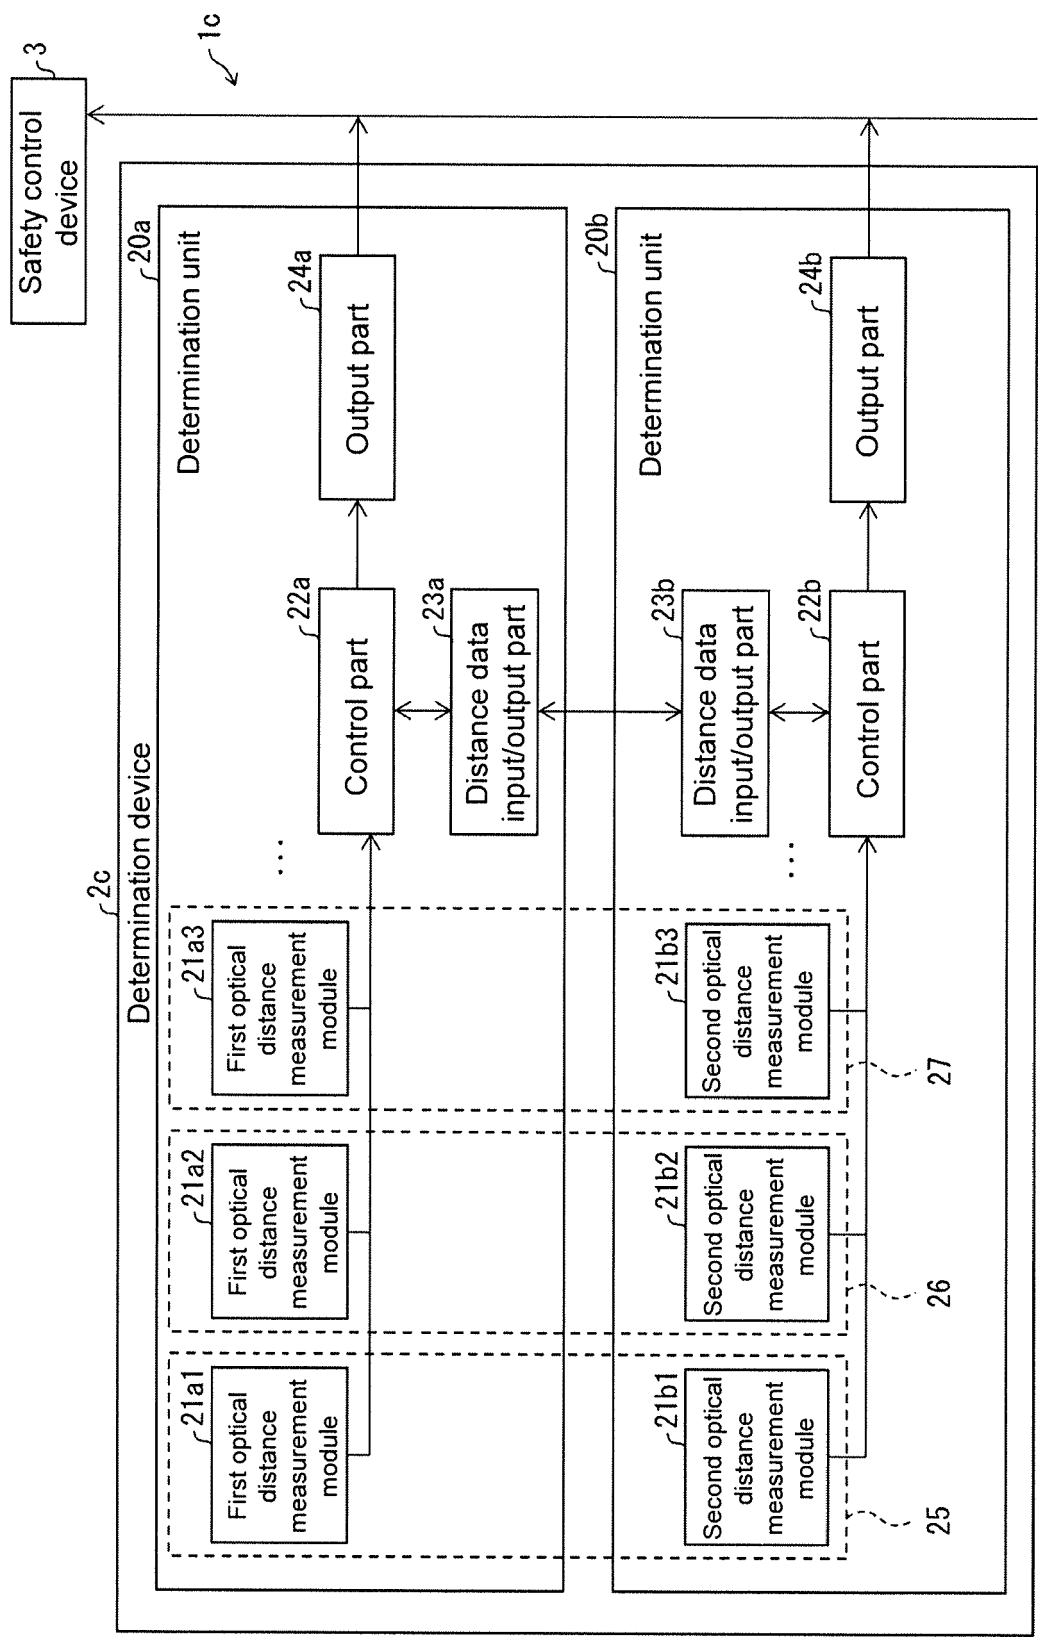 1c
Safety control
device
3
2c
Determination device
20a
Determination unit
21a1
First optical
distance
measurement
module
21a2
First optical
distance
measurement
module
21a3
First optical
distance
measurement
module
...
22a
Control part
23a
Distance data
input/output part
24a
Output part
20b
Determination unit
21b1
Second optical
distance
measurement
module
21b2
Second optical
distance
measurement
module
21b3
Second optical
distance
measurement
module
...
23b
Distance data
input/output part
22b
Control part
24b
Output part
25
26
27